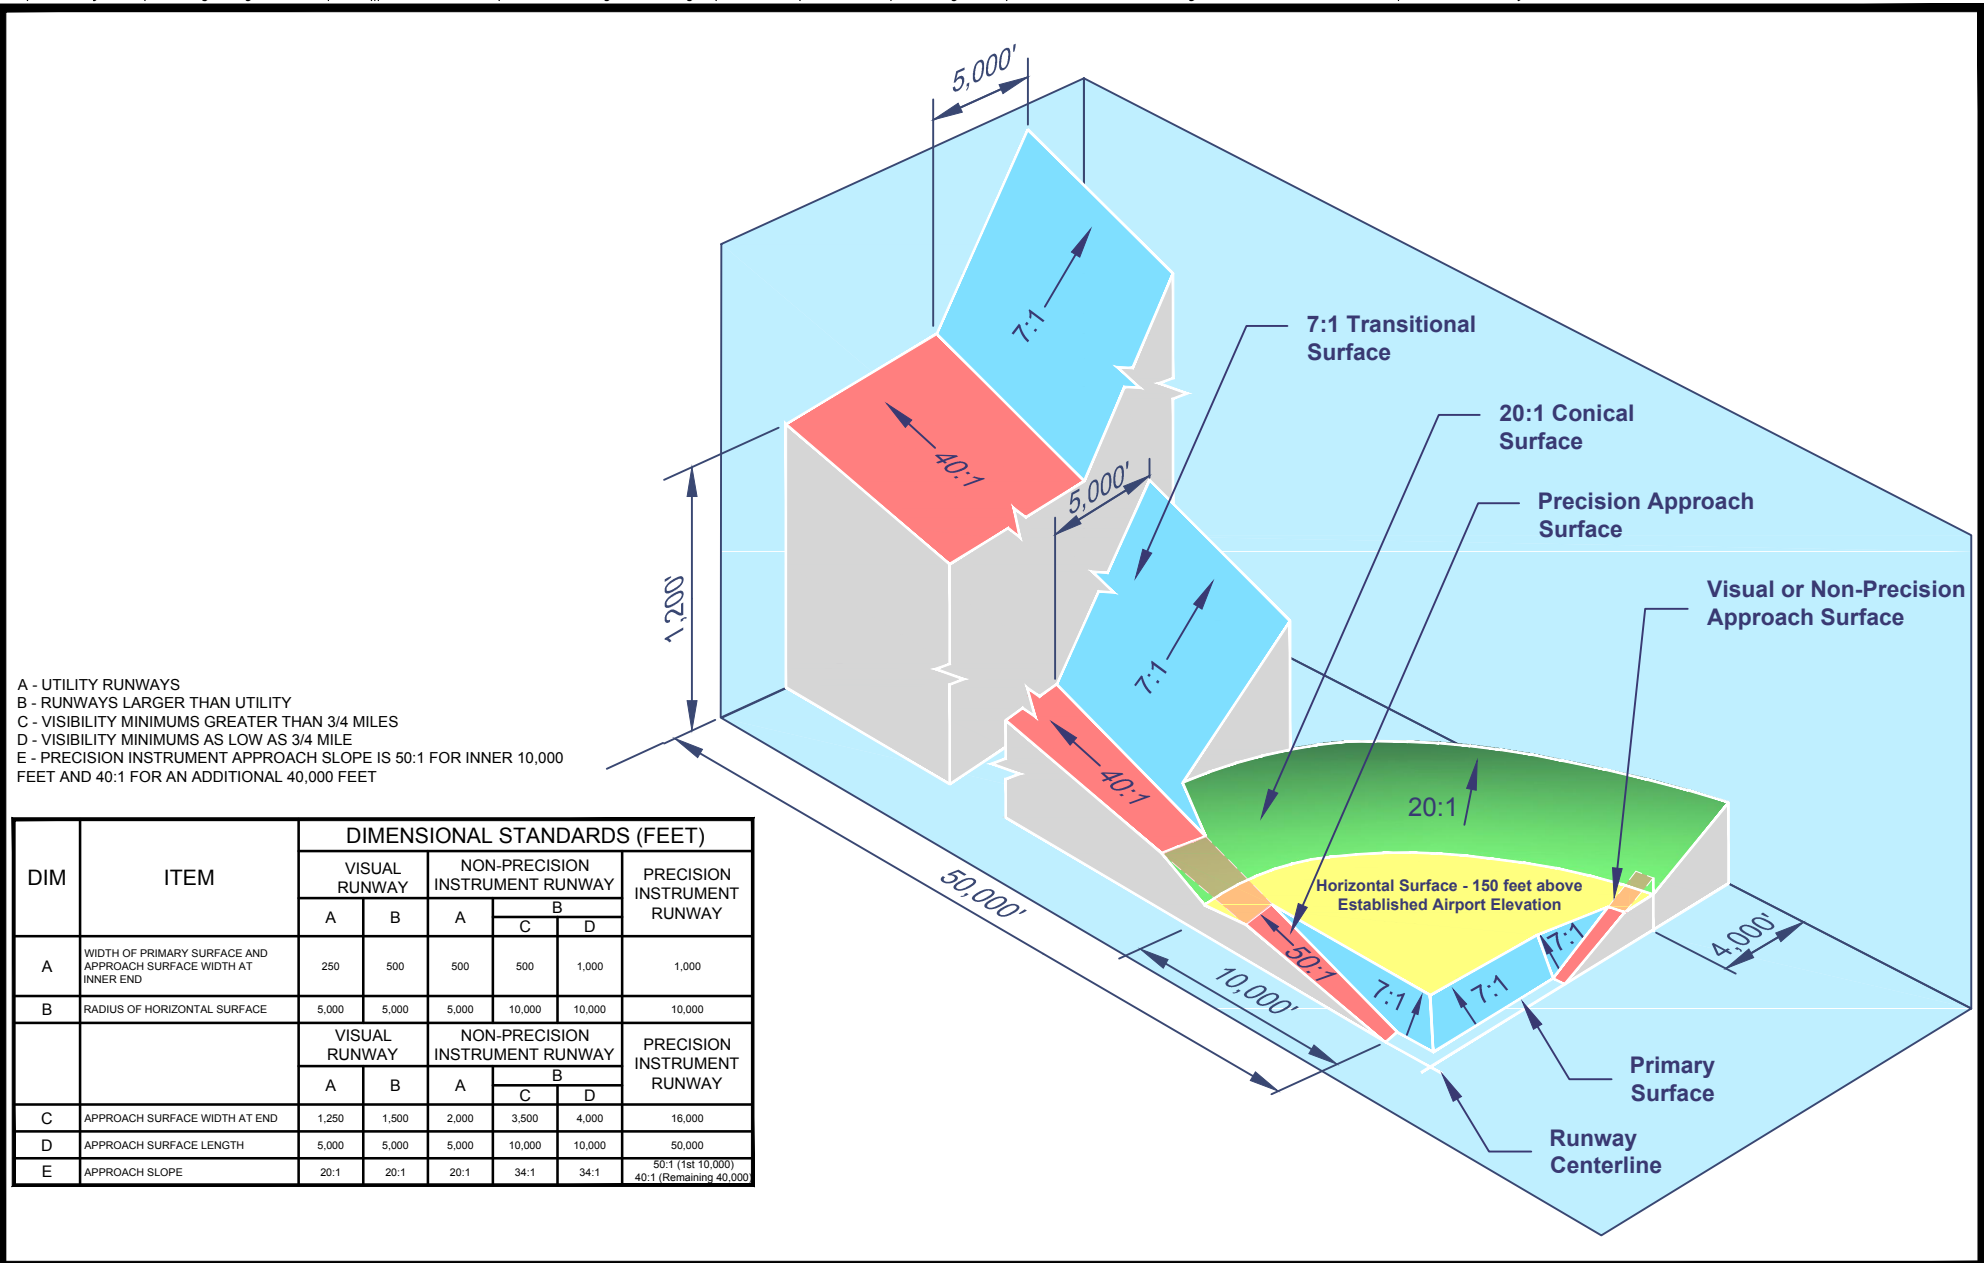 5,000'
7:1
7:1 Transitional
Surface
20:1 Conical
Surface
40:1
5,000'
Precision Approach
Surface
1,200'
Visual or Non-Precision
Approach Surface
7:1
40:1
20:1
Horizontal Surface - 150 feet above
Established Airport Elevation
50,000'
4,000'
50:1
7:1
10,000'
7:1
7:1
Primary
Surface
Runway
Centerline
A - UTILITY RUNWAYS
B - RUNWAYS LARGER THAN UTILITY
C - VISIBILITY MINIMUMS GREATER THAN 3/4 MILES
D - VISIBILITY MINIMUMS AS LOW AS 3/4 MILE
E - PRECISION INSTRUMENT APPROACH SLOPE IS 50:1 FOR INNER 10,000
FEET AND 40:1 FOR AN ADDITIONAL 40,000 FEET
DIM ITEM DIMENSIONAL STANDARDS (FEET)
VISUAL
RUNWAY
NON-PRECISION
INSTRUMENT RUNWAY
PRECISION
INSTRUMENT
RUNWAY
A B A B
C D
A WIDTH OF PRIMARY SURFACE AND
APPROACH SURFACE WIDTH AT
INNER END
250 500 500 500 1,000 1,000
B RADIUS OF HORIZONTAL SURFACE 5,000 5,000 5,000 10,000 10,000 10,000
VISUAL
RUNWAY
NON-PRECISION
INSTRUMENT RUNWAY
PRECISION
INSTRUMENT
RUNWAY
A B A B
C D
C APPROACH SURFACE WIDTH AT END 1,250 1,500 2,000 3,500 4,000 16,000
D APPROACH SURFACE LENGTH 5,000 5,000 5,000 10,000 10,000 50,000
E APPROACH SLOPE 20:1 20:1 20:1 34:1 34:1 50:1 (1st 10,000)
40:1 (Remaining 40,000)